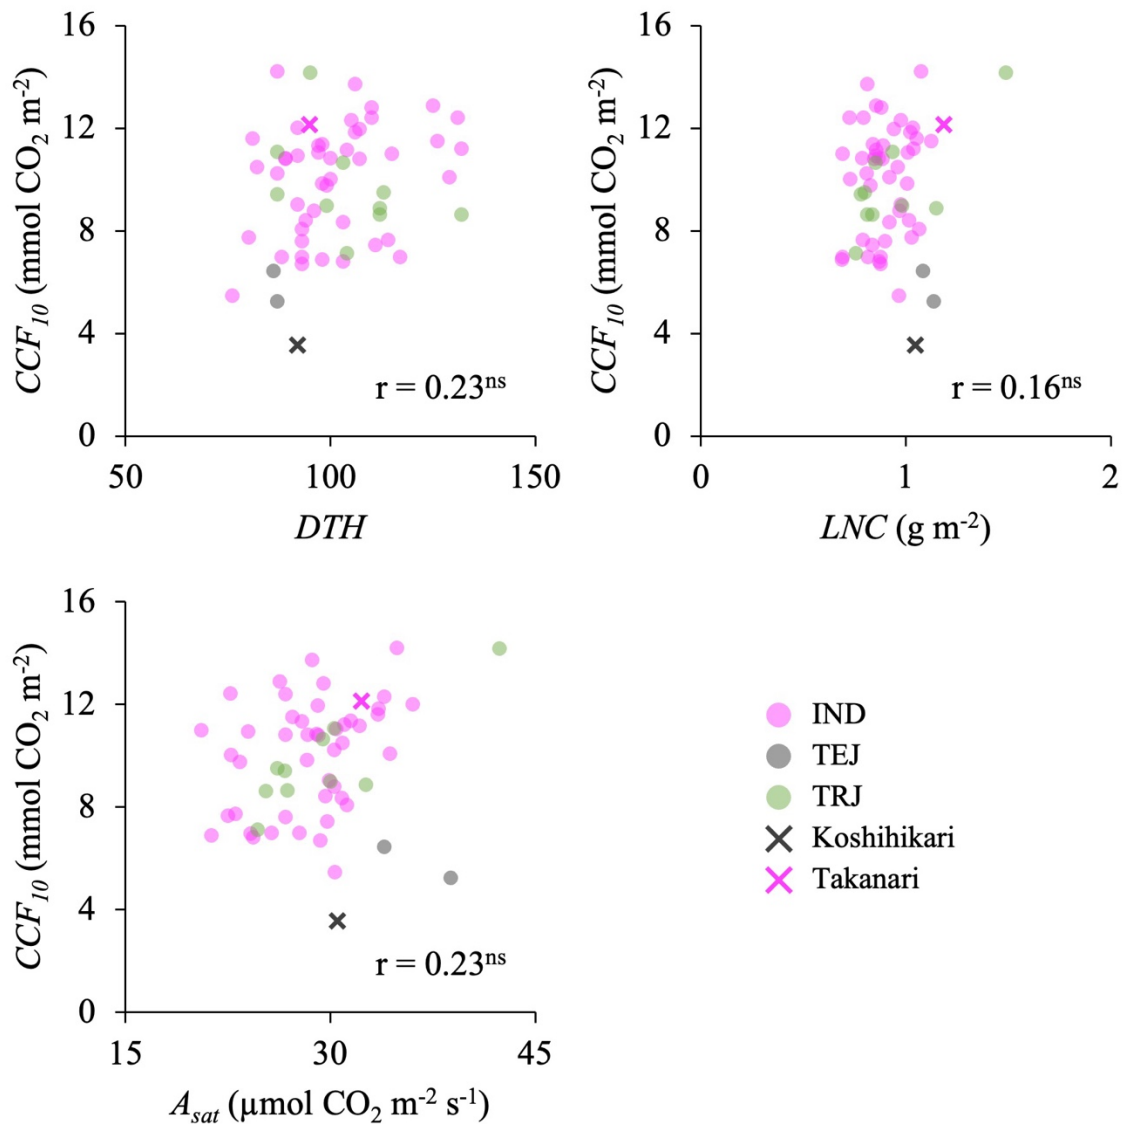 16
12
8
4
0
CCF10 (mmol CO2 m-2)
r = 0.23ns
50 100 150
DTH
16
12
8
4
0
CCF10 (mmol CO2 m-2)
r = 0.16ns
0 1 2
LNC (g m-2)
16
12
8
4
0
CCF10 (mmol CO2 m-2)
r = 0.23ns
15 30 45
Asat (µmol CO2 m-2 s-1)
IND
TEJ
TRJ
Koshihikari
Takanari